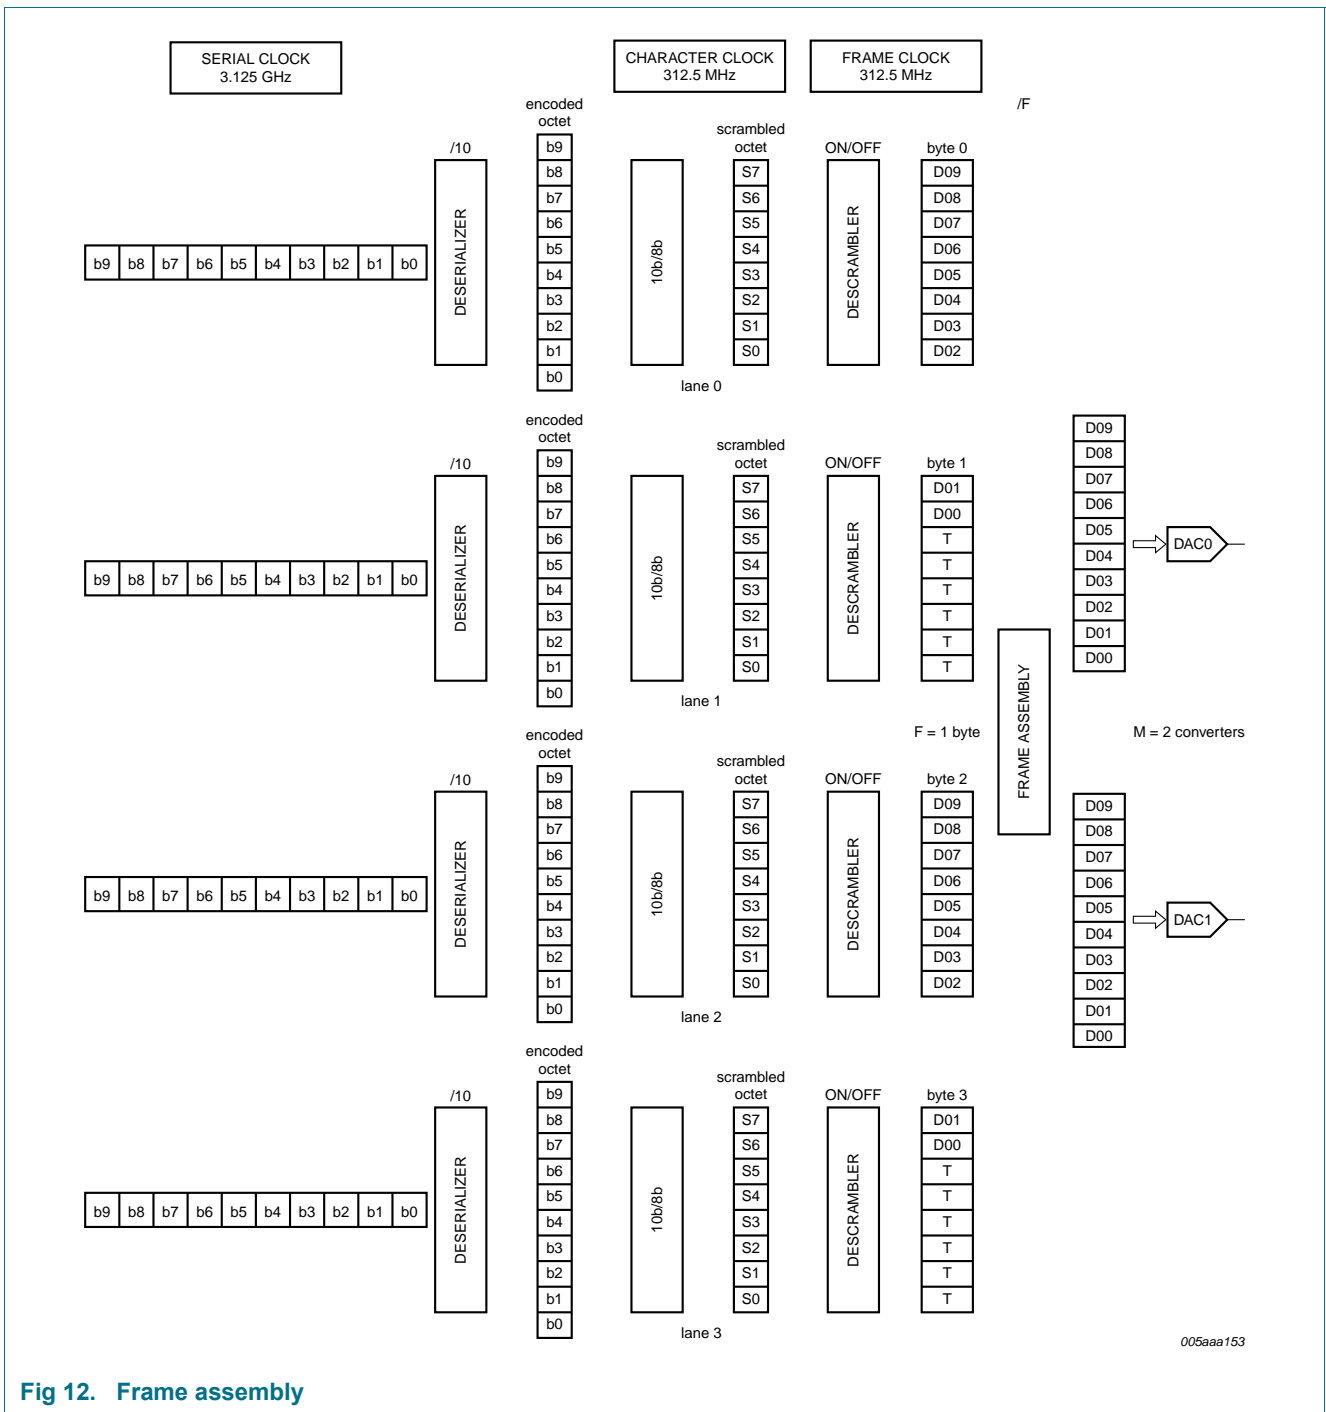 SERIAL CLOCK
3.125 GHz
CHARACTER CLOCK
312.5 MHz
FRAME CLOCK
312.5 MHz
/F
encoded
octet
scrambled
octet
/10
ON/OFF
byte 0
b9 b8 b7 b6 b5 b4 b3 b2 b1 b0
DESERIALIZER
b9
b8
b7
b6
b5
b4
b3
b2
b1
b0
10b/8b
S7
S6
S5
S4
S3
S2
S1
S0
DESCRAMBLER
D09
D08
D07
D06
D05
D04
D03
D02
lane 0
encoded
octet
scrambled
octet
/10
ON/OFF
byte 1
b9 b8 b7 b6 b5 b4 b3 b2 b1 b0
DESERIALIZER
b9
b8
b7
b6
b5
b4
b3
b2
b1
b0
10b/8b
S7
S6
S5
S4
S3
S2
S1
S0
DESCRAMBLER
D01
D00
T
T
T
T
T
T
lane 1
D09
D08
D07
D06
D05
D04
D03
D02
D01
D00
DAC0
F = 1 byte
FRAME ASSEMBLY
M = 2 converters
encoded
octet
scrambled
octet
/10
ON/OFF
byte 2
b9 b8 b7 b6 b5 b4 b3 b2 b1 b0
DESERIALIZER
b9
b8
b7
b6
b5
b4
b3
b2
b1
b0
10b/8b
S7
S6
S5
S4
S3
S2
S1
S0
DESCRAMBLER
D09
D08
D07
D06
D05
D04
D03
D02
lane 2
D09
D08
D07
D06
D05
D04
D03
D02
D01
D00
DAC1
encoded
octet
scrambled
octet
/10
ON/OFF
byte 3
b9 b8 b7 b6 b5 b4 b3 b2 b1 b0
DESERIALIZER
b9
b8
b7
b6
b5
b4
b3
b2
b1
b0
10b/8b
S7
S6
S5
S4
S3
S2
S1
S0
DESCRAMBLER
D01
D00
T
T
T
T
T
T
lane 3
005aaa153
Fig 12. Frame assembly